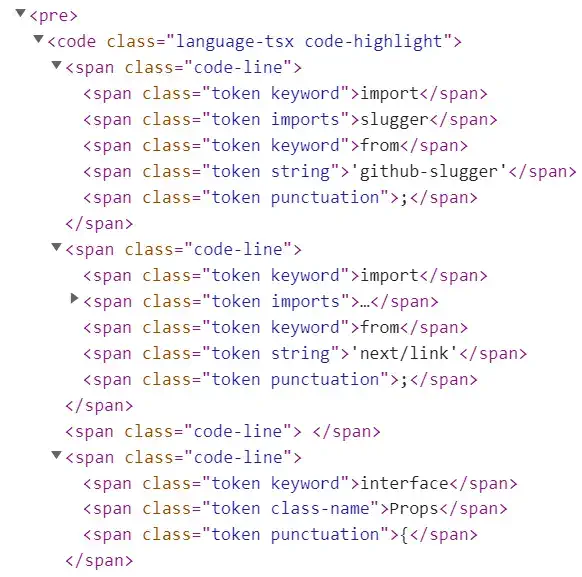 <pre>
<code class="language-tsx code-highlight">
<span class="code-line">
<span class="token keyword">import</span>
<span class="token imports">slugger</span>
<span class="token keyword">from</span>
<span class="token string">'github-slugger'</span>
<span class="token punctuation">;</span>
</span>
<span class="code-line">
<span class="token keyword">import</span>
<span class="token imports">…</span>
<span class="token keyword">from</span>
<span class="token string">'next/link'</span>
<span class="token punctuation">;</span>
</span>
<span class="code-line"> </span>
<span class="code-line">
<span class="token keyword">interface</span>
<span class="token class-name">Props</span>
<span class="token punctuation">{</span>
</span>